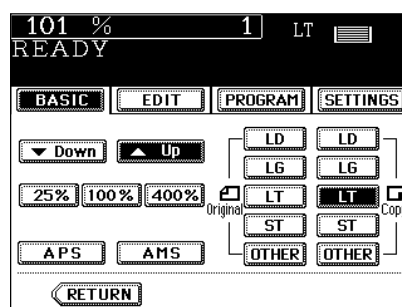 101 % 1 LT
READY
BASIC EDIT PROGRAM SETTINGS
LD LD
Down Up
LG LG
25% 100% 400% LT LT
Original Cop
ST ST
APS AMS OTHER OTHER
RETURN